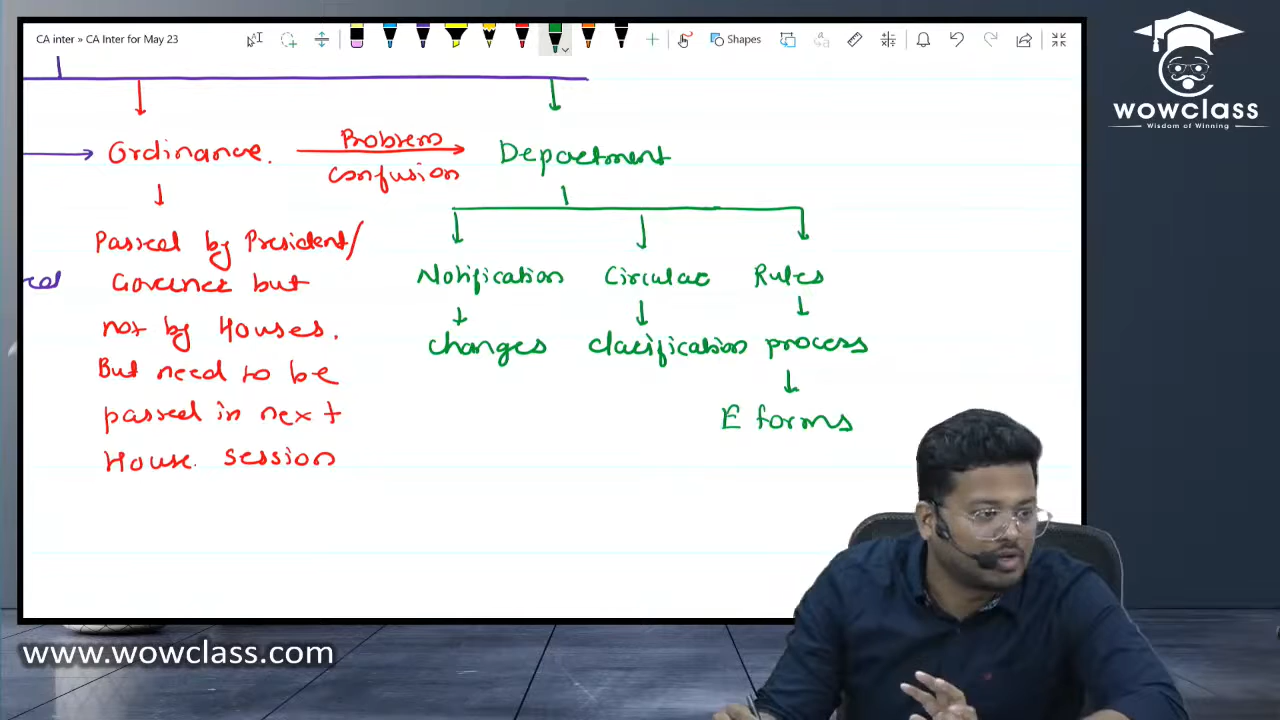 CA inter » CA Inter for May 23
Shapes
wowclass
Wisdom of Winning
Ordinance.
Problem
confusion
Department
Passed by President/
Governer but
not by Houses.
But need to be
passed in next
House session
Notification
Circular
Rules
changes
clarification
process
E forms
www.wowclass.com